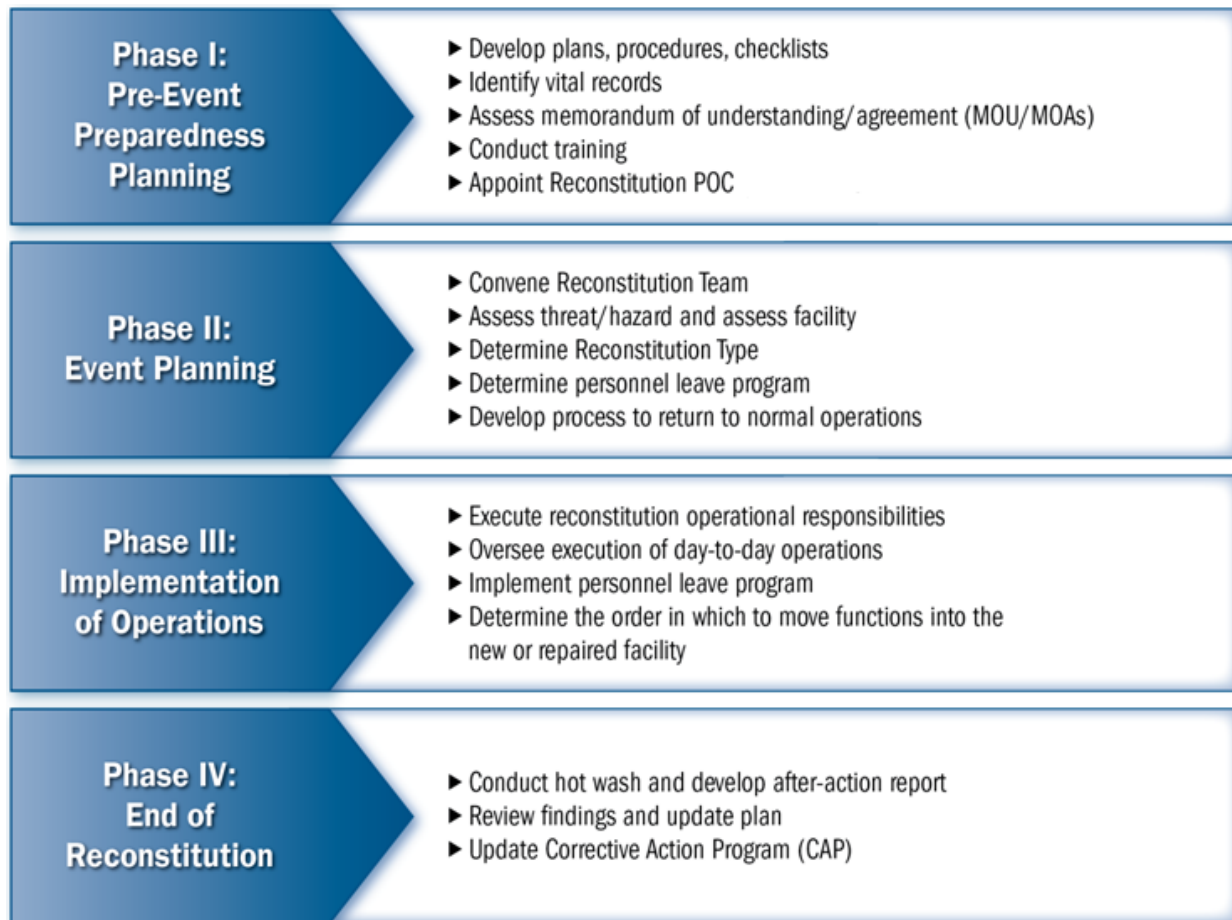 Phase I:
Pre-Event
Preparedness
Planning
▶ Develop plans, procedures, checklists
▶ Identify vital records
▶ Assess memorandum of understanding/agreement (MOU/MOAs)
▶ Conduct training
▶ Appoint Reconstitution POC
Phase II:
Event Planning
▶ Convene Reconstitution Team
▶ Assess threat/hazard and assess facility
▶ Determine Reconstitution Type
▶ Determine personnel leave program
▶ Develop process to return to normal operations
Phase III:
Implementation
of Operations
▶ Execute reconstitution operational responsibilities
▶ Oversee execution of day-to-day operations
▶ Implement personnel leave program
▶ Determine the order in which to move functions into the
new or repaired facility
Phase IV:
End of
Reconstitution
▶ Conduct hot wash and develop after-action report
▶ Review findings and update plan
▶ Update Corrective Action Program (CAP)